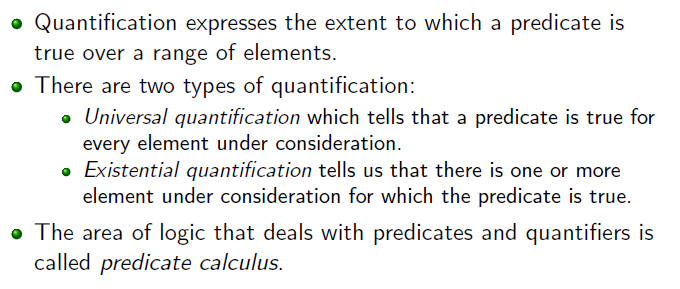 Quantification expresses the extent to which a predicate is
true over a range of elements.
There are two types of quantification:
Universal quantification which tells that a predicate is true for
every element under consideration.
Existential quantification tells us that there is one or more
element under consideration for which the predicate is true.
The area of logic that deals with predicates and quantifiers is
called predicate calculus.